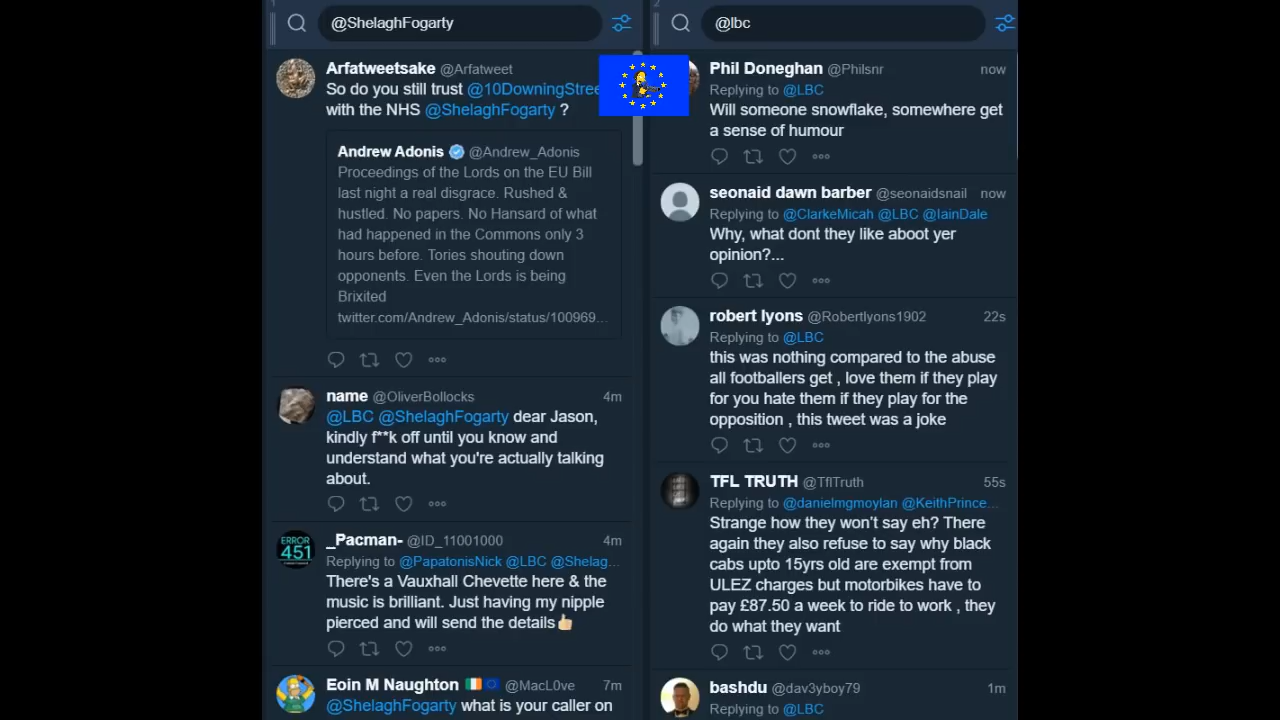 1
@ShelaghFogarty
Arfatweetsake @Arfatweet
So do you still trust @10DowningStree
with the NHS @ShelaghFogarty ?
Andrew Adonis @Andrew_Adonis
Proceedings of the Lords on the EU Bill
last night a real disgrace. Rushed &
hustled. No papers. No Hansard of what
had happened in the Commons only 3
hours before. Tories shouting down
opponents. Even the Lords is being
Brixited
twitter.com/Andrew_Adonis/status/100969...
name @OliverBollocks 4m
@LBC @ShelaghFogarty dear Jason,
kindly f**k off until you know and
understand what you're actually talking
about.
ERROR
451
_Pacman- @ID_11001000 4m
Replying to @PapatonisNick @LBC @Shelag...
There's a Vauxhall Chevette here & the
music is brilliant. Just having my nipple
pierced and will send the details👍🏻
Eoin M Naughton 🇮🇪🇪🇺 @MacL0ve 7m
@ShelaghFogarty what is your caller on
2
@lbc
Phil Doneghan @Philsnr now
Replying to @LBC
Will someone snowflake, somewhere get
a sense of humour
seonaid dawn barber @seonaidsnail now
Replying to @ClarkeMicah @LBC @IainDale
Why, what dont they like aboot yer
opinion?...
robert lyons @Robertlyons1902 22s
Replying to @LBC
this was nothing compared to the abuse
all footballers get , love them if they play
for you hate them if they play for the
opposition , this tweet was a joke
TFL TRUTH @TflTruth 55s
Replying to @danielmgmoylan @KeithPrince...
Strange how they won't say eh? There
again they also refuse to say why black
cabs upto 15yrs old are exempt from
ULEZ charges but motorbikes have to
pay £87.50 a week to ride to work , they
do what they want
bashdu @dav3yboy79 1m
Replying to @LBC